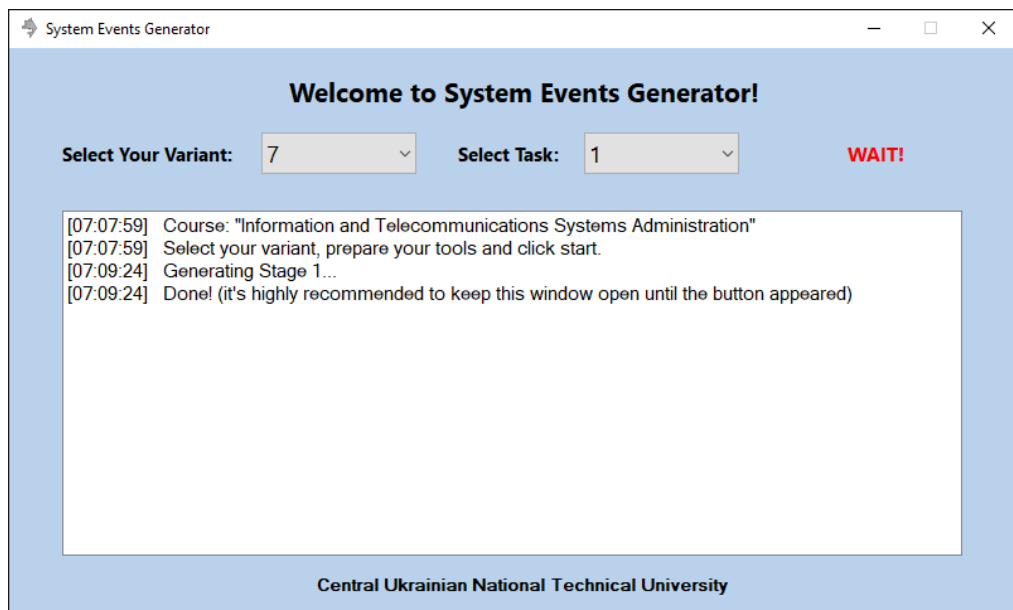 System Events Generator
Welcome to System Events Generator!
Select Your Variant: 7 Select Task: 1 WAIT!
[07:07:59] Course: "Information and Telecommunications Systems Administration"
[07:07:59] Select your variant, prepare your tools and click start.
[07:09:24] Generating Stage 1...
[07:09:24] Done! (it's highly recommended to keep this window open until the button appeared)
Central Ukrainian National Technical University